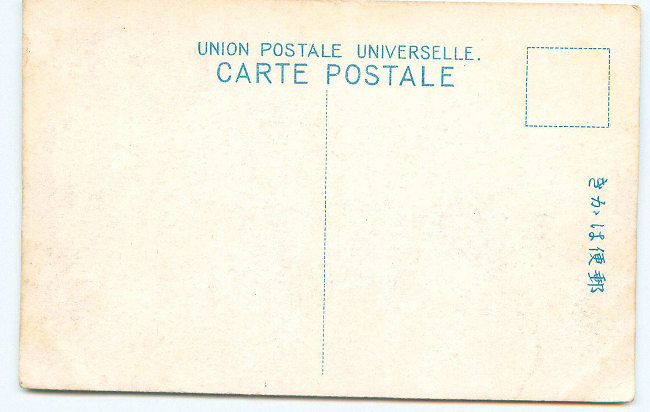 UNION POSTALE UNIVERSELLE.
CARTE POSTALE
郵便はかき